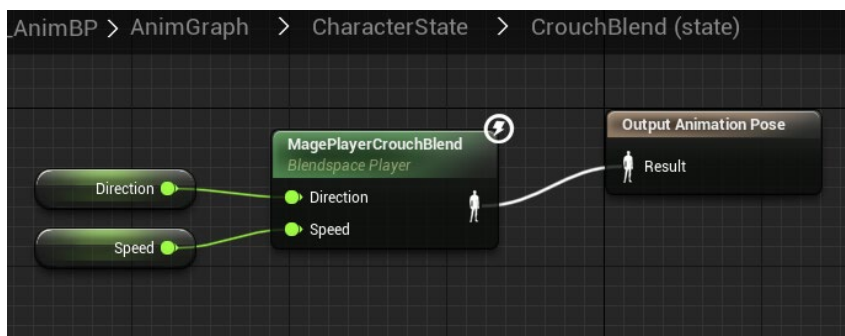 _AnimBP > AnimGraph > CharacterState > CrouchBlend (state)
MagePlayerCrouchBlend
Blendspace Player
Direction
Speed
Direction
Speed
Output Animation Pose
Result